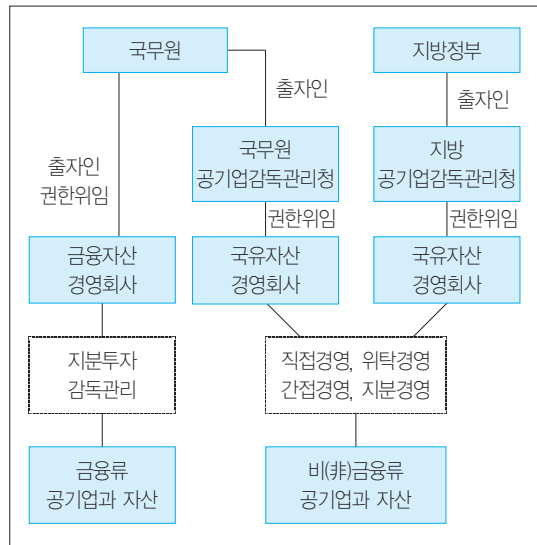 국무원
지방정부
출자인
출자인
국무원
공기업감독관리청
지방
공기업감독관리청
출자인
권한위임
권한위임
권한위임
금융자산
경영회사
국유자산
경영회사
국유자산
경영회사
지분투자
감독관리
직접경영, 위탁경영
간접경영, 지분경영
금융류
공기업과 자산
비(非)금융류
공기업과 자산